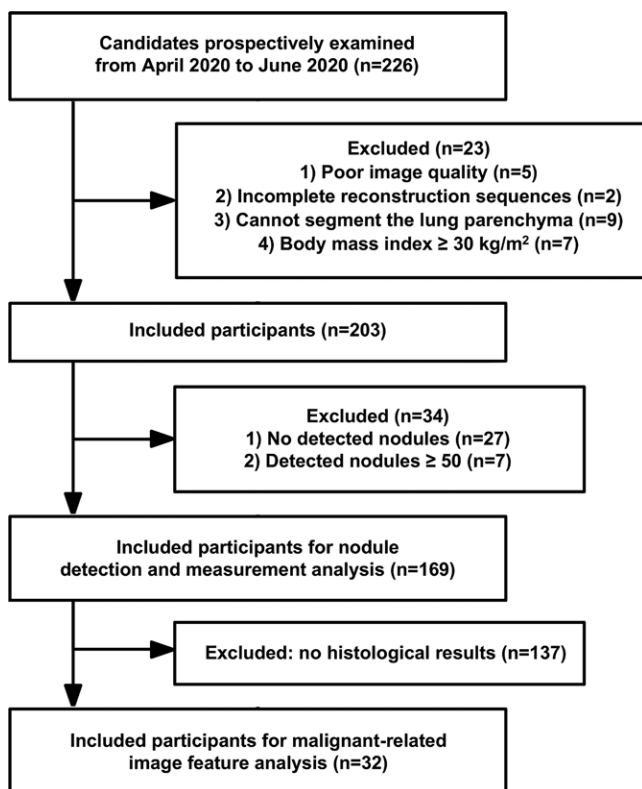 Candidates prospectively examined
from April 2020 to June 2020 (n=226)
Excluded (n=23)
1) Poor image quality (n=5)
2) Incomplete reconstruction sequences (n=2)
3) Cannot segment the lung parenchyma (n=9)
4) Body mass index ≥ 30 kg/m² (n=7)
Included participants (n=203)
Excluded (n=34)
1) No detected nodules (n=27)
2) Detected nodules ≥ 50 (n=7)
Included participants for nodule
detection and measurement analysis (n=169)
Excluded: no histological results (n=137)
Included participants for malignant-related
image feature analysis (n=32)